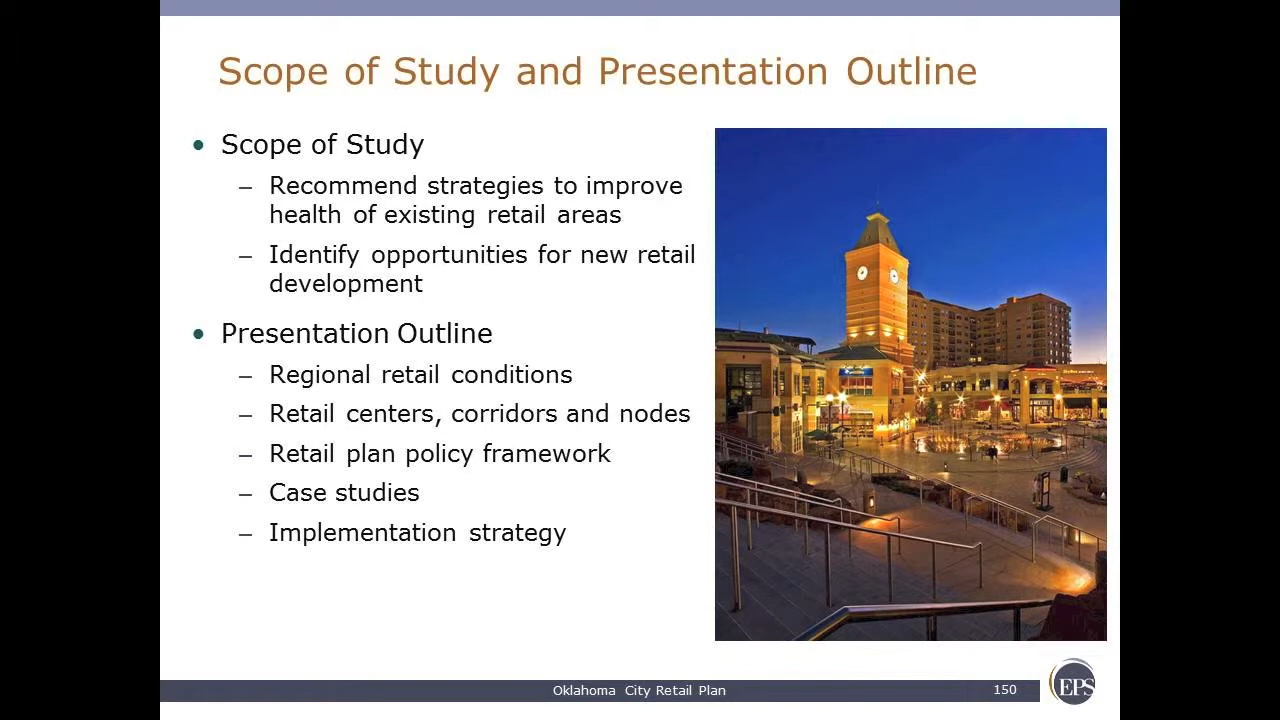 Scope of Study and Presentation Outline
• Scope of Study
– Recommend strategies to improve
health of existing retail areas
– Identify opportunities for new retail
development
• Presentation Outline
– Regional retail conditions
– Retail centers, corridors and nodes
– Retail plan policy framework
– Case studies
– Implementation strategy
Oklahoma City Retail Plan
150
EPS